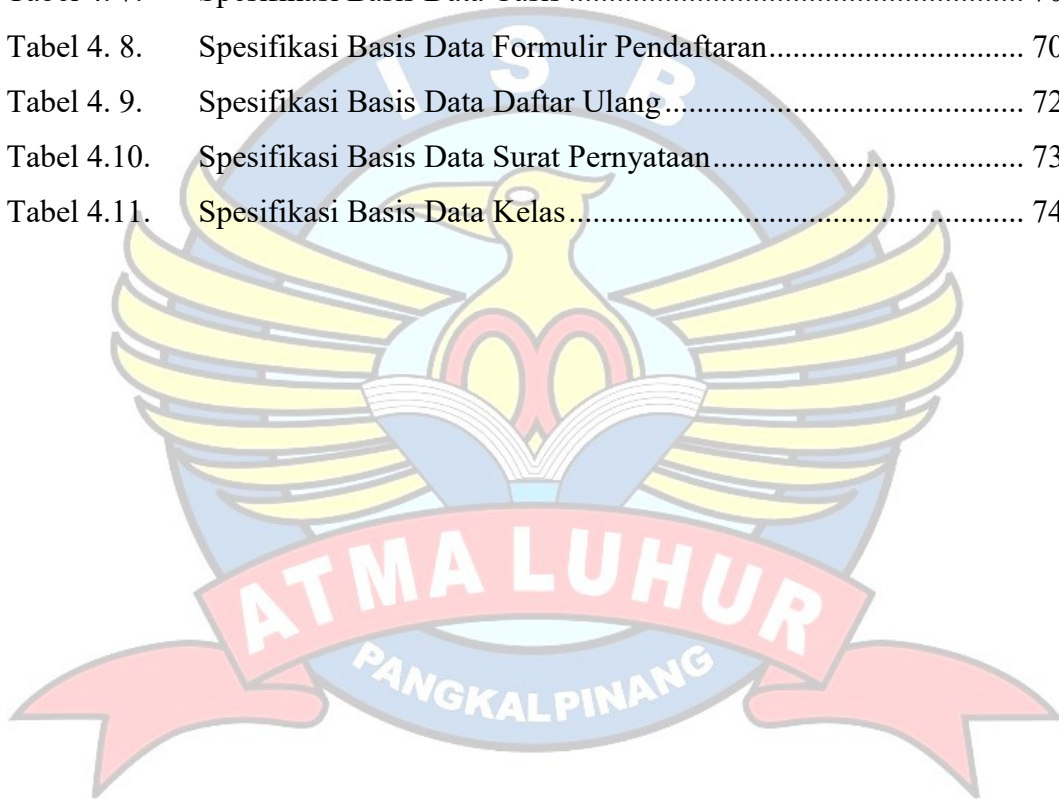 Tabel 4. 8. Spesifikasi Basis Data Formulir Pendaftaran................................ 70
Tabel 4. 9. Spesifikasi Basis Data Daftar Ulang............................................. 72
Tabel 4.10. Spesifikasi Basis Data Surat Pernyataan....................................... 73
Tabel 4.11. Spesifikasi Basis Data Kelas......................................................... 74
I S B
ATMA LUHUR
PANGKALPINANG